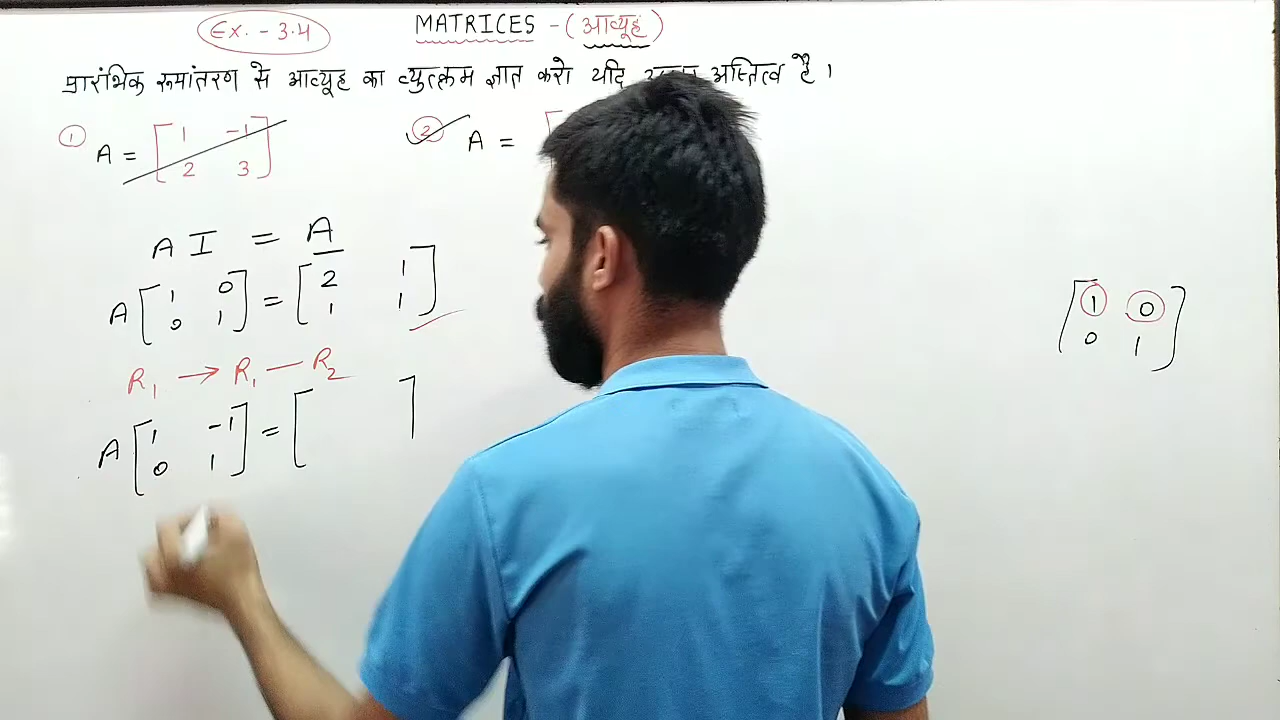 Ex. - 3.4
MATRICES - (आव्यूह)
प्रारंभिक रूपांतरण से आव्यूह का व्युत्क्रम ज्ञात करो यदि अस्तित्व है।
① A = [1 -1
2 3]
② A = [
A I = A
A [1 0 = [2 1
0 1] 1 1]
R₁ → R₁ — R₂
A [1 -1 = [ ]
0 1]
[1 0
0 1]